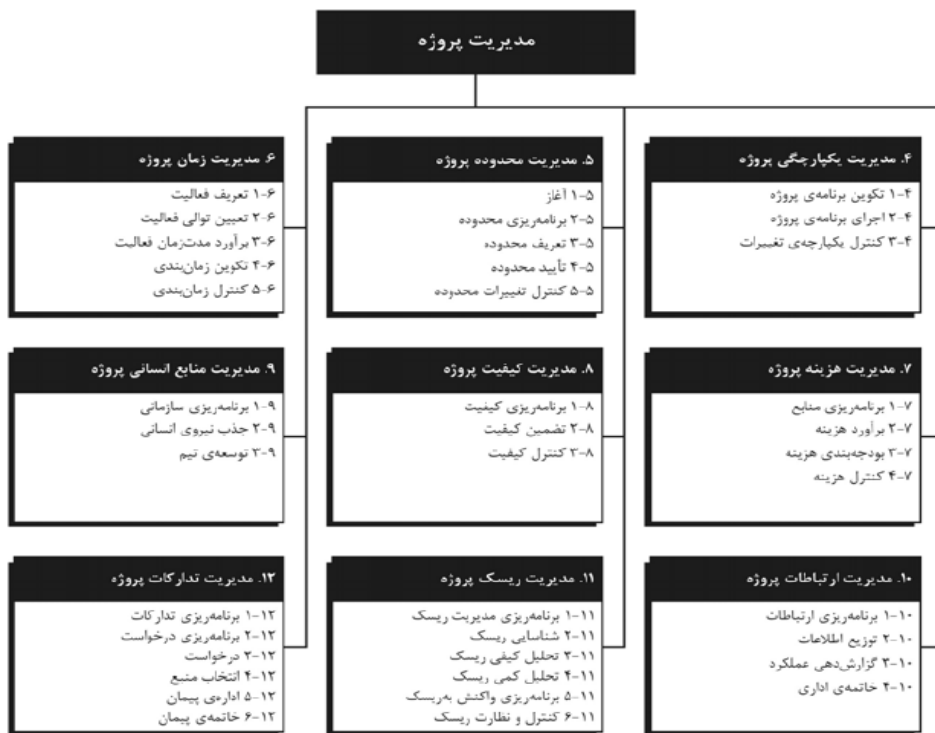 مدیریت پروژه
۴. مدیریت یکپارچگی پروژه
۴-۱ تکوین برنامه‌ی پروژه
۴-۲ اجرای برنامه‌ی پروژه
۴-۳ کنترل یکپارچه‌ی تغییرات
۵. مدیریت محدوده پروژه
۵-۱ آغاز
۵-۲ برنامه‌ریزی محدوده
۵-۳ تعریف محدوده
۵-۴ تأیید محدوده
۵-۵ کنترل تغییرات محدوده
۶. مدیریت زمان پروژه
۶-۱ تعریف فعالیت
۶-۲ تعیین توالی فعالیت
۶-۳ برآورد مدت‌زمان فعالیت
۶-۴ تکوین زمان‌بندی
۶-۵ کنترل زمان‌بندی
۷. مدیریت هزینه پروژه
۷-۱ برنامه‌ریزی منابع
۷-۲ برآورد هزینه
۷-۳ بودجه‌بندی هزینه
۷-۴ کنترل هزینه
۸. مدیریت کیفیت پروژه
۸-۱ برنامه‌ریزی کیفیت
۸-۲ تضمین کیفیت
۸-۳ کنترل کیفیت
۹. مدیریت منابع انسانی پروژه
۹-۱ برنامه‌ریزی سازمانی
۹-۲ جذب نیروی انسانی
۹-۳ توسعه‌ی تیم
۱۰. مدیریت ارتباطات پروژه
۱۰-۱ برنامه‌ریزی ارتباطات
۱۰-۲ توزیع اطلاعات
۱۰-۳ گزارش‌دهی عملکرد
۱۰-۴ خاتمه‌ی اداری
۱۱. مدیریت ریسک پروژه
۱۱-۱ برنامه‌ریزی مدیریت ریسک
۱۱-۲ شناسایی ریسک
۱۱-۳ تحلیل کیفی ریسک
۱۱-۴ تحلیل کمی ریسک
۱۱-۵ برنامه‌ریزی واکنش به‌ریسک
۱۱-۶ کنترل و نظارت ریسک
۱۲. مدیریت تدارکات پروژه
۱۲-۱ برنامه‌ریزی تدارکات
۱۲-۲ برنامه‌ریزی درخواست
۱۲-۳ درخواست
۱۲-۴ انتخاب منبع
۱۲-۵ اداره‌ی پیمان
۱۲-۶ خاتمه‌ی پیمان